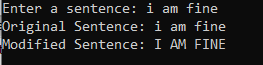 Enter a sentence: i am fine
Original Sentence: i am fine
Modified Sentence: I AM FINE